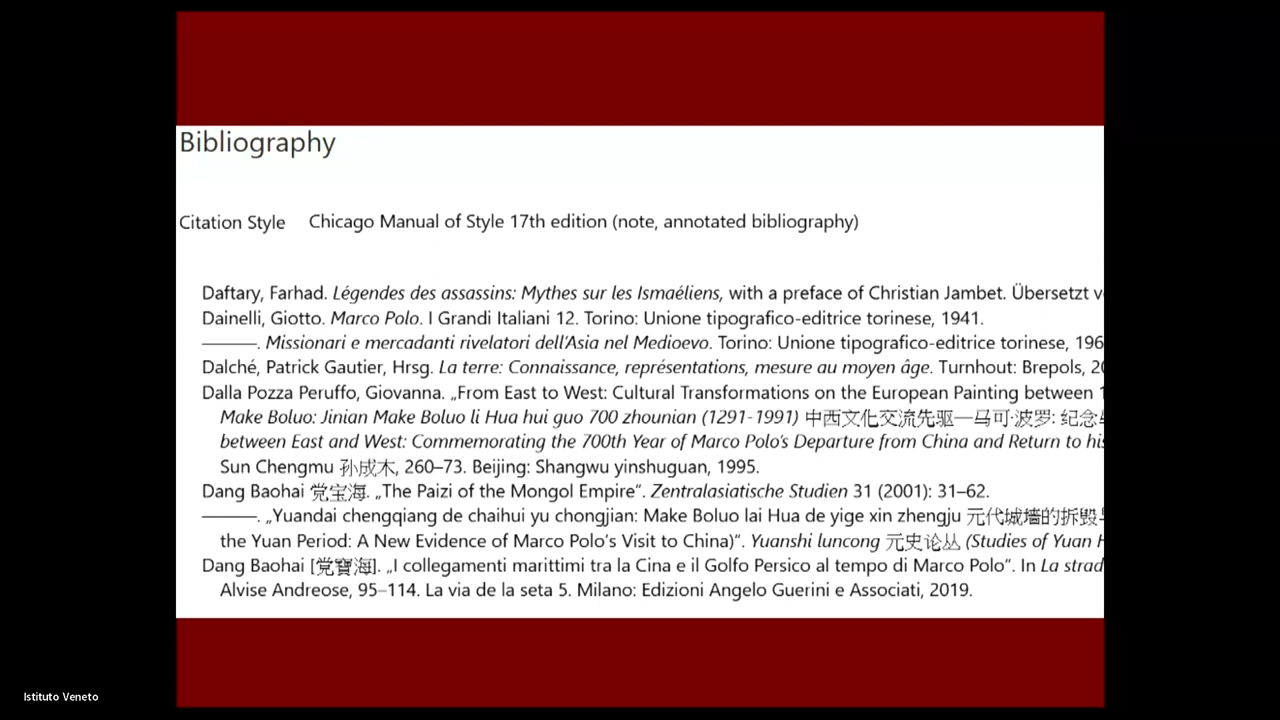 Bibliography
Citation Style Chicago Manual of Style 17th edition (note, annotated bibliography)
Daftary, Farhad. Légendes des assassins: Mythes sur les Ismaéliens, with a preface of Christian Jambet. Übersetzt
Dainelli, Giotto. Marco Polo. I Grandi Italiani 12. Torino: Unione tipografico-editrice torinese, 1941.
———. Missionari e mercadanti rivelatori dell'Asia nel Medioevo. Torino: Unione tipografico-editrice torinese, 196
Dalché, Patrick Gautier, Hrsg. La terre: Connaissance, représentations, mesure au moyen âge. Turnhout: Brepols,
Dalla Pozza Peruffo, Giovanna. „From East to West: Cultural Transformations on the European Painting between
Make Boluo: Jinian Make Boluo li Hua hui guo 700 zhounian (1291-1991) 中西文化交流先驱—马可·波罗: 纪念
between East and West: Commemorating the 700th Year of Marco Polo's Departure from China and Return to his
Sun Chengmu 孙成木, 260–73. Beijing: Shangwu yinshuguan, 1995.
Dang Baohai 党宝海. „The Paizi of the Mongol Empire“. Zentralasiatische Studien 31 (2001): 31–62.
———. „Yuandai chengqiang de chaihui yu chongjian: Make Boluo lai Hua de yige xin zhengju 元代城墙的拆毁
the Yuan Period: A New Evidence of Marco Polo's Visit to China)“. Yuanshi luncong 元史论丛 (Studies of Yuan
Dang Baohai [党寶海]. „I collegamenti marittimi tra la Cina e il Golfo Persico al tempo di Marco Polo“. In La strad
Alvise Andreose, 95–114. La via de la seta 5. Milano: Edizioni Angelo Guerini e Associati, 2019.
Istituto Veneto